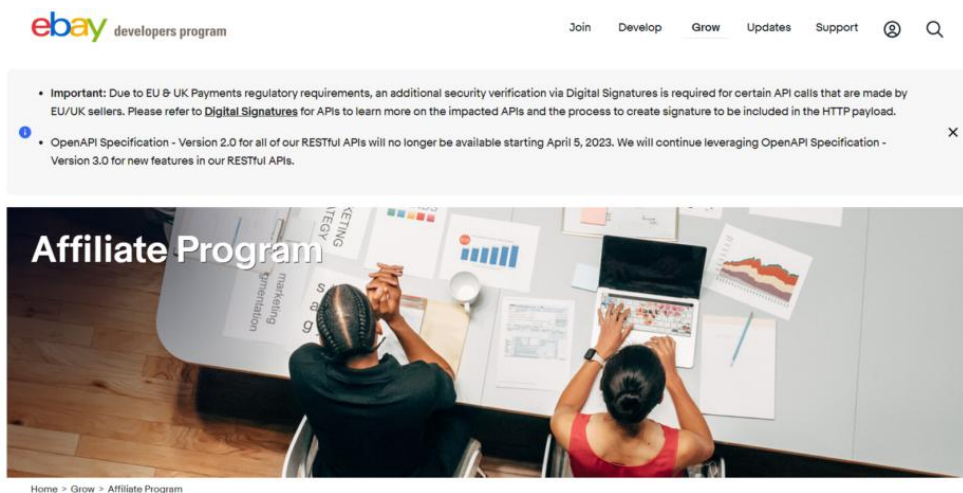 ebay developers program
Join Develop Grow Updates Support
• Important: Due to EU & UK Payments regulatory requirements, an additional security verification via Digital Signatures is required for certain API calls that are made by
EU/UK sellers. Please refer to Digital Signatures for APIs to learn more on the impacted APIs and the process to create signature to be included in the HTTP payload.
• OpenAPI Specification - Version 2.0 for all of our RESTful APIs will no longer be available starting April 5, 2023. We will continue leveraging OpenAPI Specification -
Version 3.0 for new features in our RESTful APIs.
Affiliate Program
marketing
Home > Grow > Affiliate Program